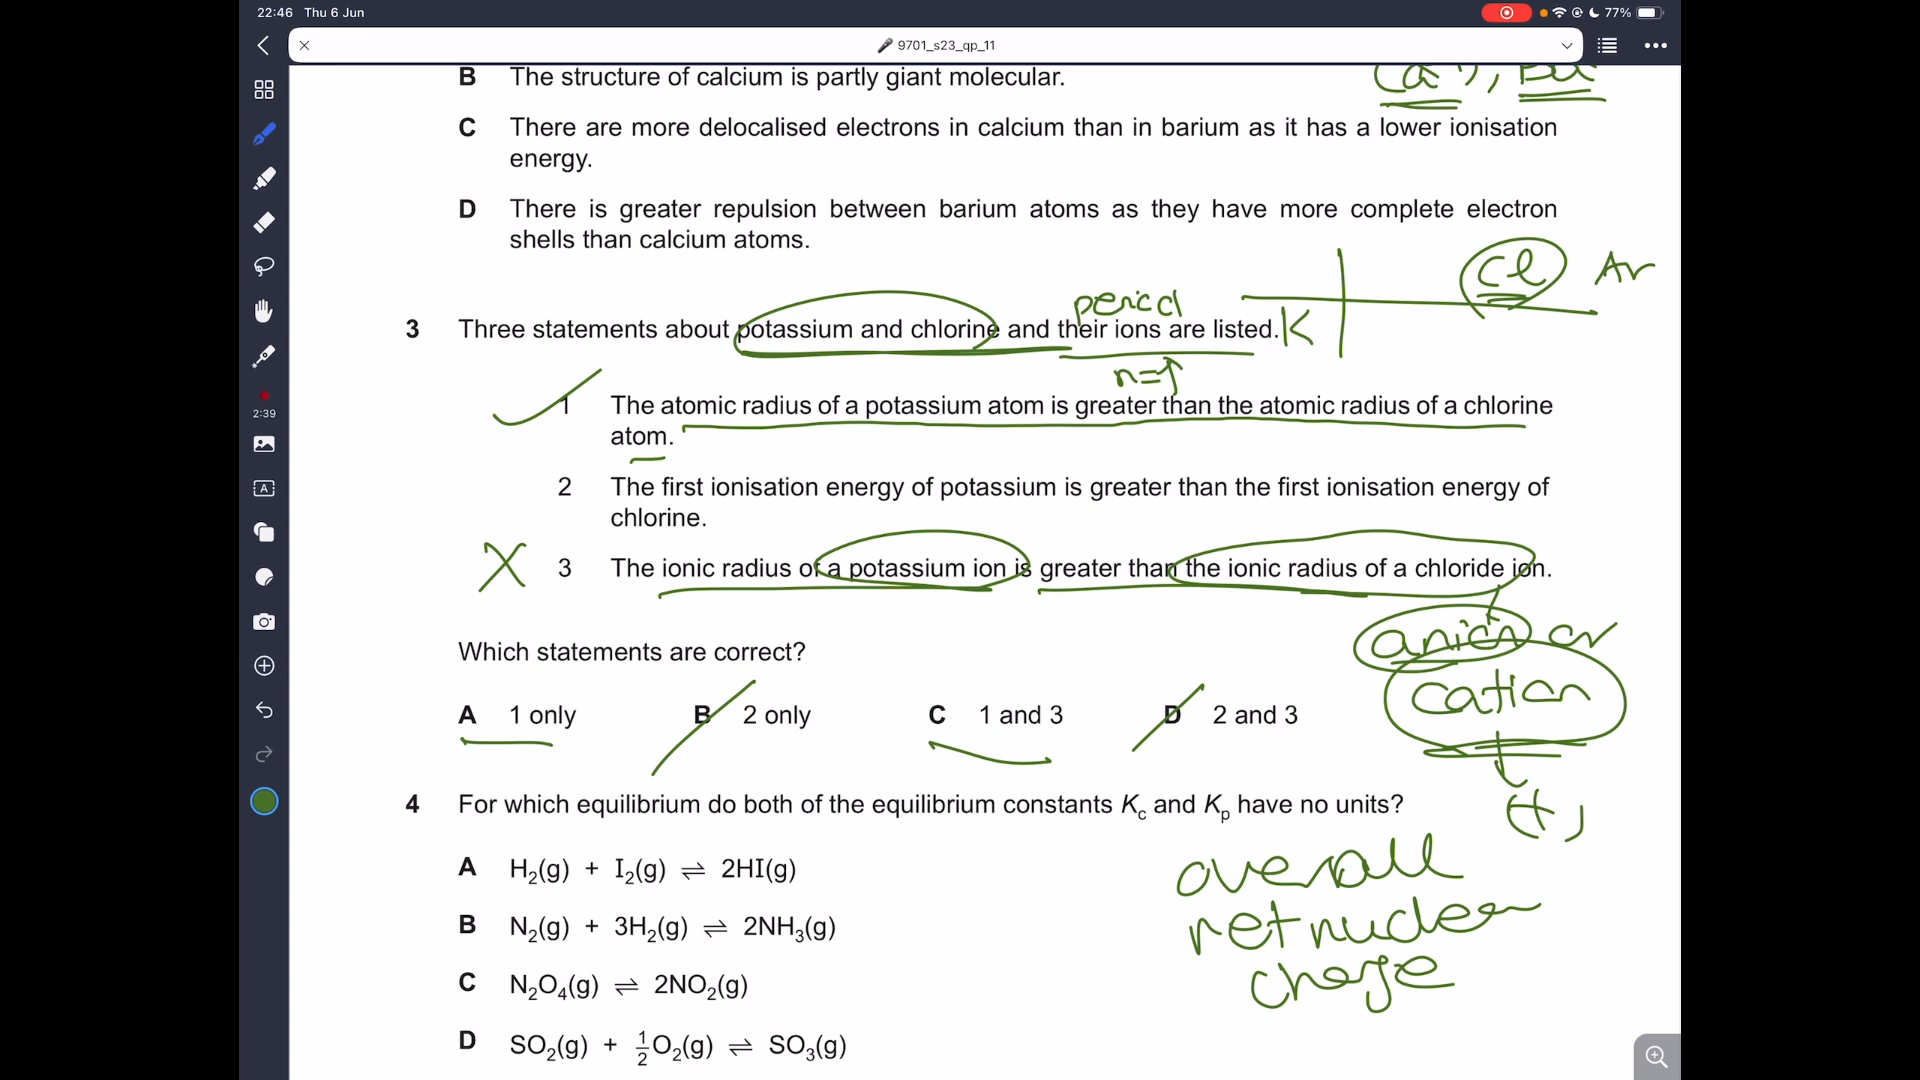 22:46 Thu 6 Jun
77%
9701_s23_qp_11
B The structure of calcium is partly giant molecular.
Ca, Ba
C There are more delocalised electrons in calcium than in barium as it has a lower ionisation
energy.
D There is greater repulsion between barium atoms as they have more complete electron
shells than calcium atoms.
Cl Ar
period
3 Three statements about potassium and chlorine and their ions are listed.
K
n=↑
2:39
1 The atomic radius of a potassium atom is greater than the atomic radius of a chlorine
atom.
2 The first ionisation energy of potassium is greater than the first ionisation energy of
chlorine.
X 3 The ionic radius of a potassium ion is greater than the ionic radius of a chloride ion.
anion or
Which statements are correct?
cation
A 1 only B 2 only C 1 and 3 D 2 and 3
(+)
4 For which equilibrium do both of the equilibrium constants Kc and Kp have no units?
overall
A H₂(g) + I₂(g) ⇌ 2HI(g)
net nuclear
B N₂(g) + 3H₂(g) ⇌ 2NH₃(g)
charge
C N₂O₄(g) ⇌ 2NO₂(g)
D SO₂(g) + ½O₂(g) ⇌ SO₃(g)